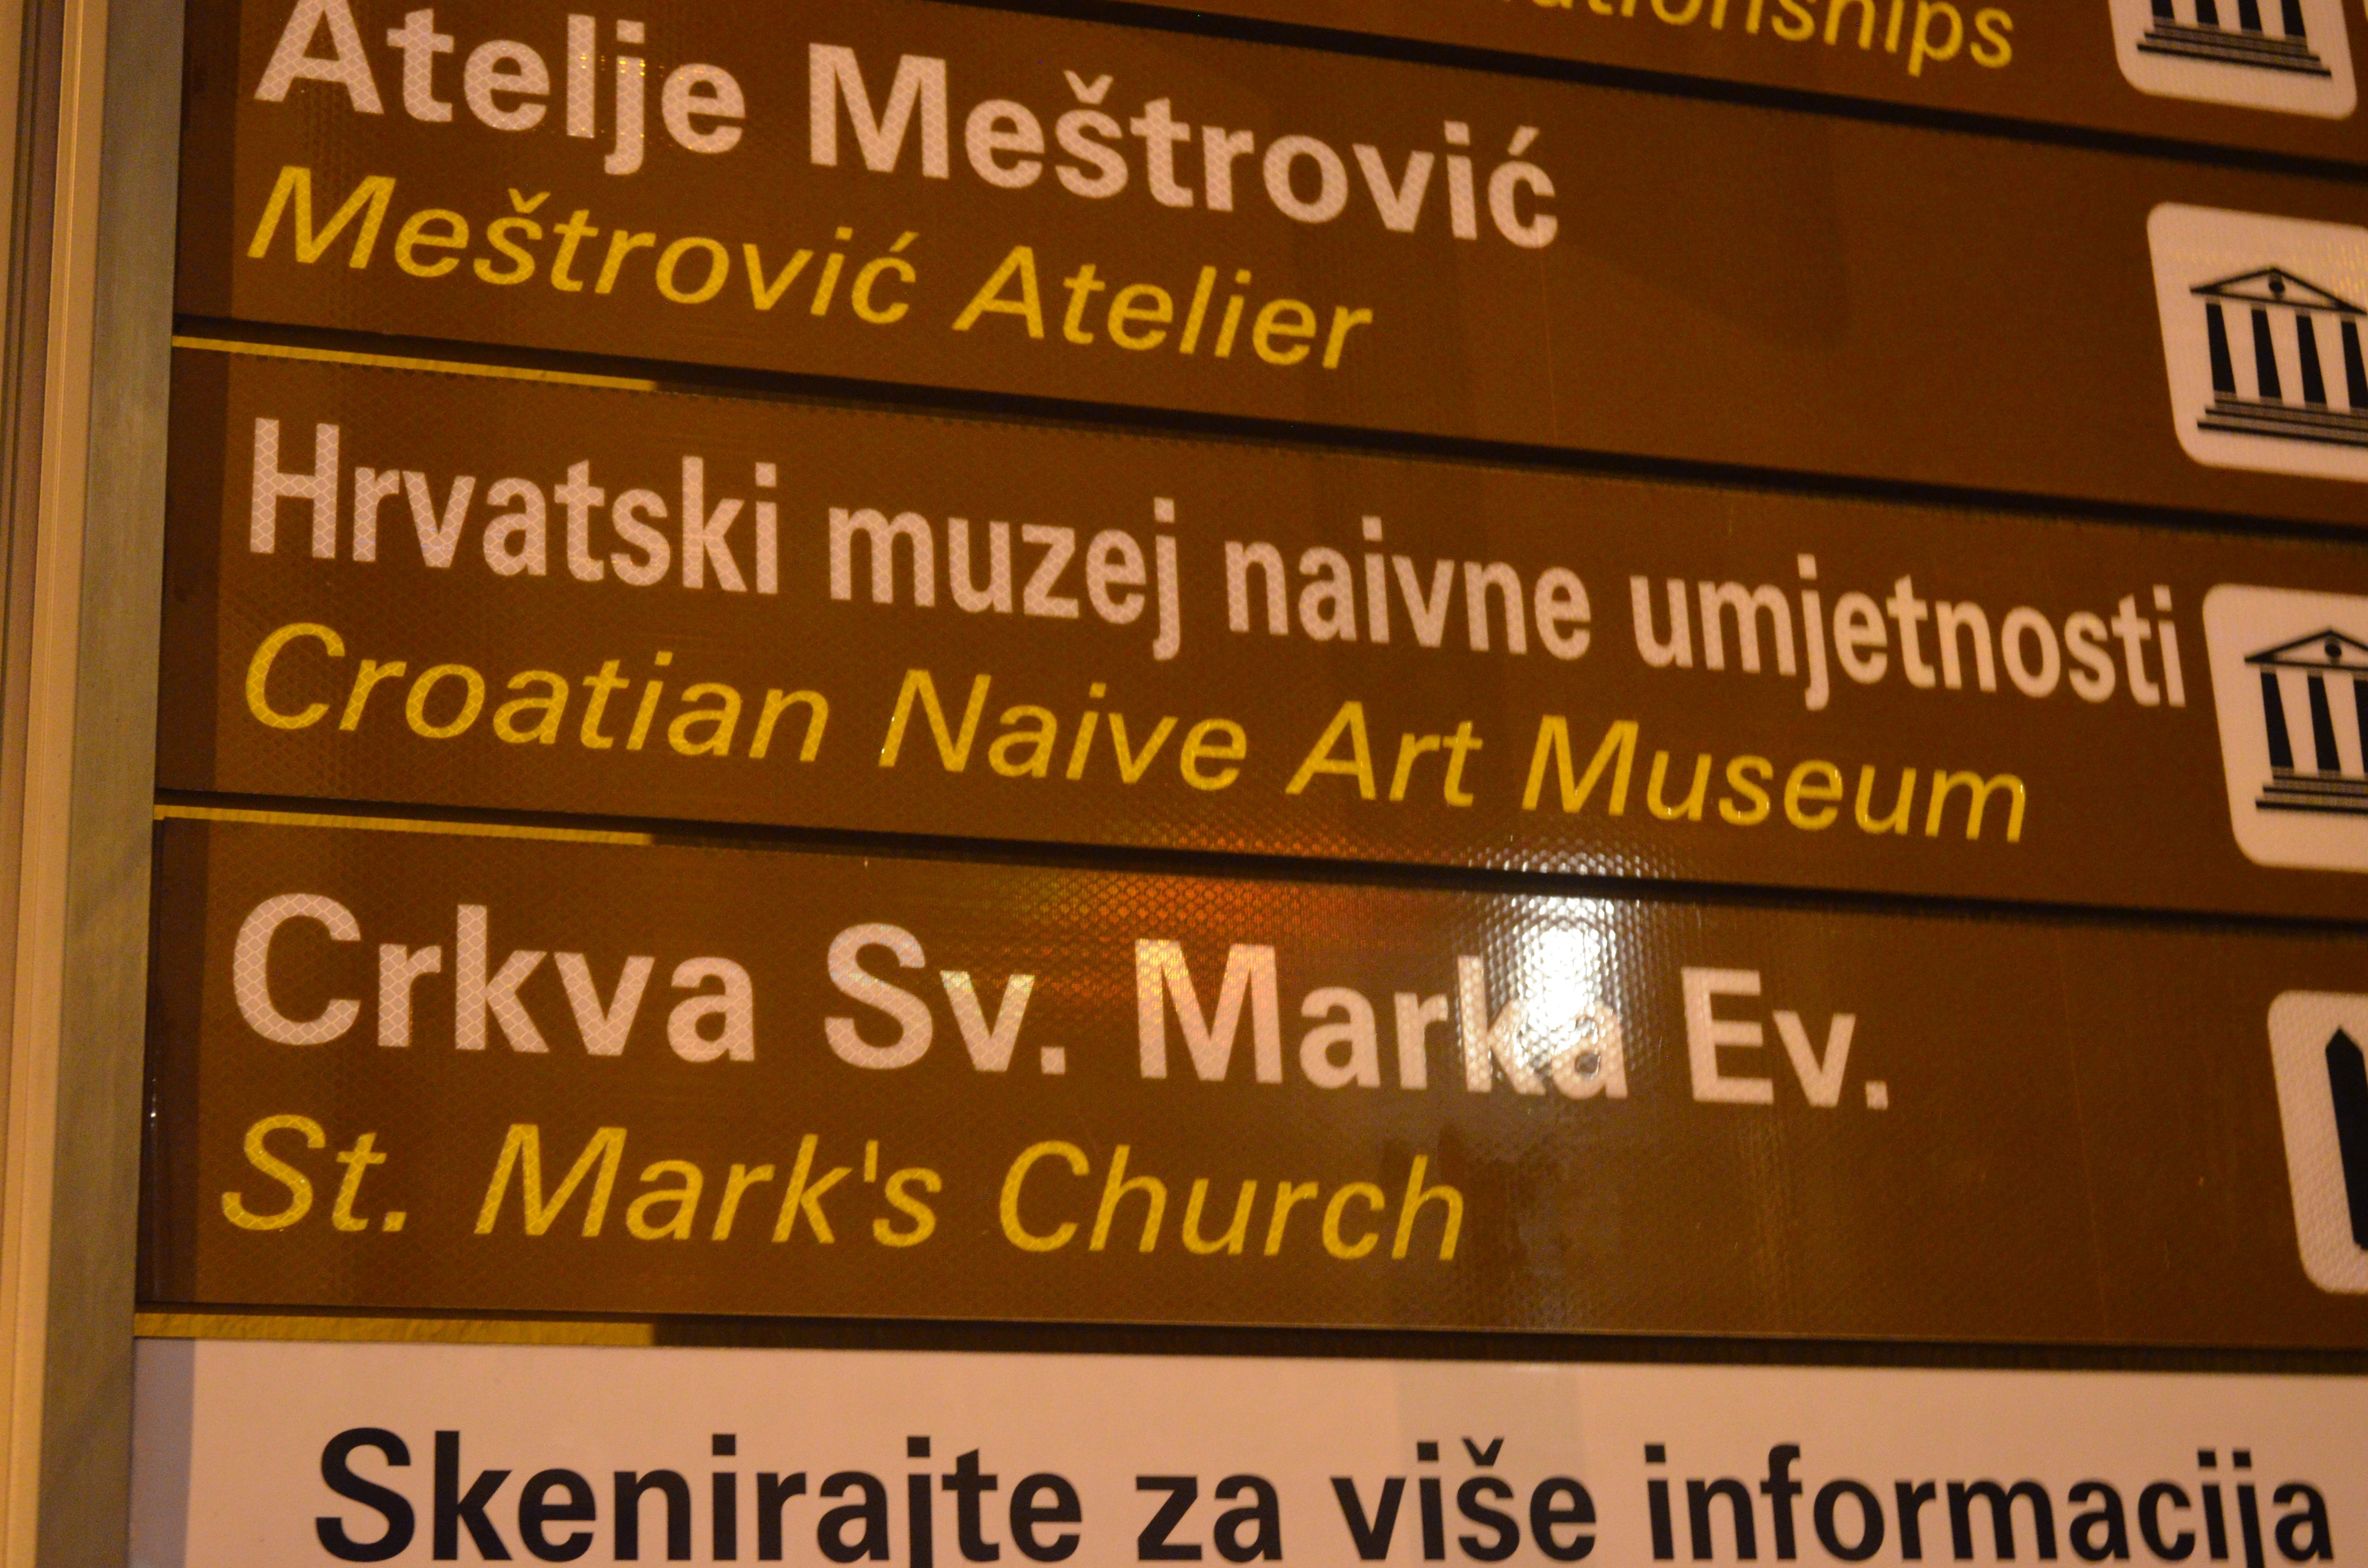 Atelje Meštrović
Meštrović Atelier
Hrvatski muzej naivne umjetnosti
Croatian Naive Art Museum
Crkva Sv. Marka Ev.
St. Mark's Church
Skenirajte za više informacija